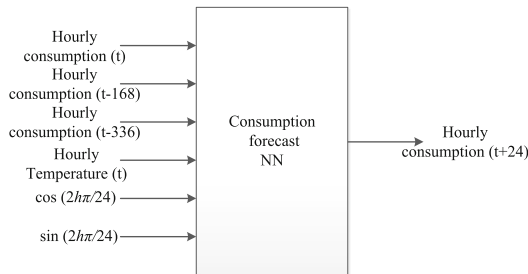 Hourly
consumption (t)
Hourly
consumption (t-168)
Hourly
consumption (t-336)
Hourly
Temperature (t)
cos (2hπ/24)
sin (2hπ/24)
Consumption
forecast
NN
Hourly
consumption (t+24)